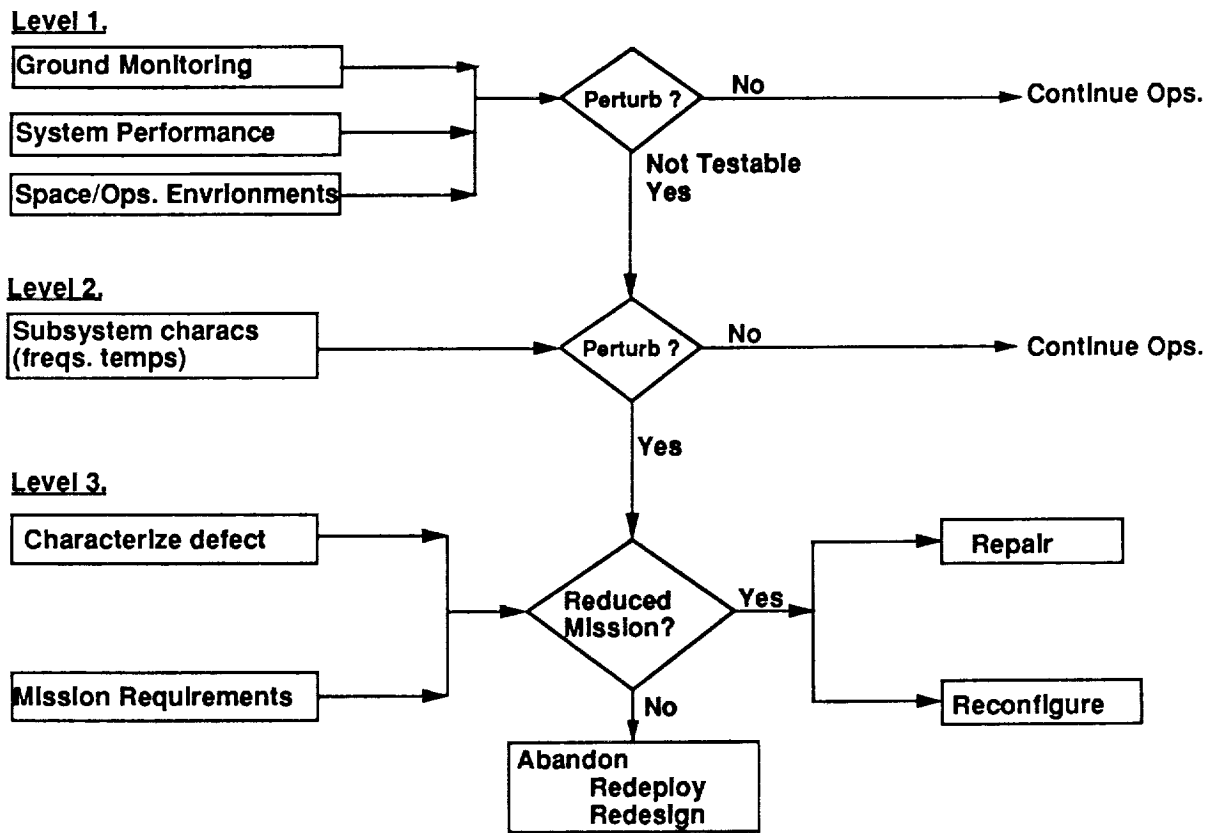 Level 1.
Ground Monitoring
System Performance
Space/Ops. Envrionments
Perturb ?
No
Continue Ops.
Not Testable
Yes
Level 2.
Subsystem characs
(freqs. temps)
Perturb ?
No
Continue Ops.
Yes
Level 3.
Characterize defect
Mission Requirements
Reduced
Mission?
Yes
Repair
Reconfigure
No
Abandon
Redeploy
Redesign